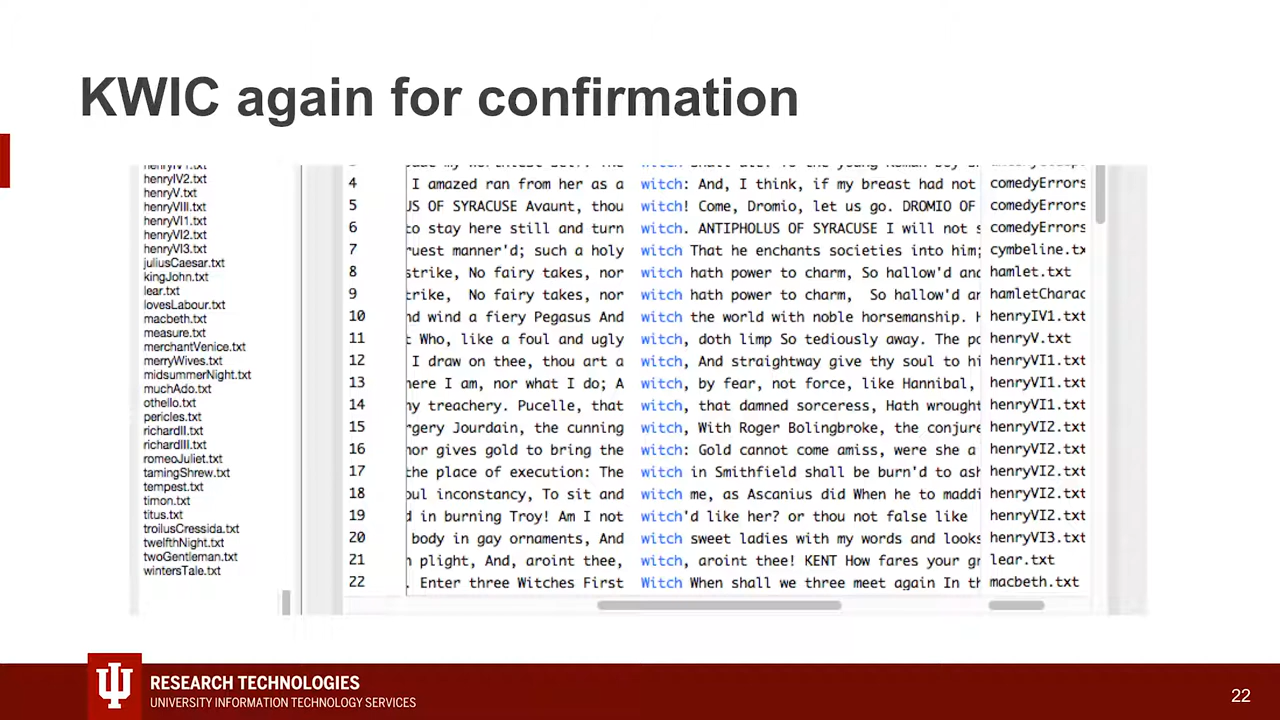 KWIC again for confirmation
henryIV1.txt
henryIV2.txt
henryV.txt
henryVIII.txt
henryVI1.txt
henryVI2.txt
henryVI3.txt
juliusCaesar.txt
kingJohn.txt
lear.txt
lovesLabour.txt
macbeth.txt
measure.txt
merchantVenice.txt
merryWives.txt
midsummerNight.txt
muchAdo.txt
othello.txt
pericles.txt
richardII.txt
richardIII.txt
romeoJuliet.txt
tamingShrew.txt
tempest.txt
timon.txt
titus.txt
troilusCressida.txt
twelfthNight.txt
twoGentleman.txt
wintersTale.txt
4 I amazed ran from her as a witch: And, I think, if my breast had not comedyErrors
5 US OF SYRACUSE Avaunt, thou witch! Come, Dromio, let us go. DROMIO OF comedyErrors
6 to stay here still and turn witch. ANTIPHOLUS OF SYRACUSE I will not s comedyErrors
7 ruest manner'd; such a holy witch That he enchants societies into him; cymbeline.tx
8 strike, No fairy takes, nor witch hath power to charm, So hallow'd and hamlet.txt
9 trike, No fairy takes, nor witch hath power to charm, So hallow'd ar hamletCharac
10 nd wind a fiery Pegasus And witch the world with noble horsemanship. H henryIV1.txt
11 t Who, like a foul and ugly witch, doth limp So tediously away. The po henryV.txt
12 I draw on thee, thou art a witch, And straightway give thy soul to hi henryVI1.txt
13 here I am, nor what I do; A witch, by fear, not force, like Hannibal, henryVI1.txt
14 ny treachery. Pucelle, that witch, that damned sorceress, Hath wrought henryVI1.txt
15 rgery Jourdain, the cunning witch, With Roger Bolingbroke, the conjure henryVI2.txt
16 nor gives gold to bring the witch: Gold cannot come amiss, were she a henryVI2.txt
17 the place of execution: The witch in Smithfield shall be burn'd to ash henryVI2.txt
18 oul inconstancy, To sit and witch me, as Ascanius did When he to maddi henryVI2.txt
19 d in burning Troy! Am I not witch'd like her? or thou not false like henryVI2.txt
20 body in gay ornaments, And witch sweet ladies with my words and looks henryVI3.txt
21 n plight, And, aroint thee, witch, aroint thee! KENT How fares your gr lear.txt
22 . Enter three Witches First Witch When shall we three meet again In th macbeth.txt
RESEARCH TECHNOLOGIES
UNIVERSITY INFORMATION TECHNOLOGY SERVICES
22